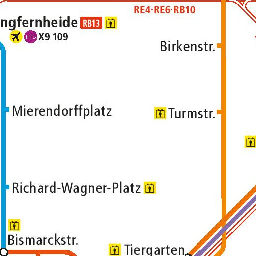 RE4·RE6·RB10
ngfernheide RB13
X9 109
Birkenstr.
Mierendorffplatz
Turmstr.
Richard-Wagner-Platz
Bismarckstr.
Tiergarten